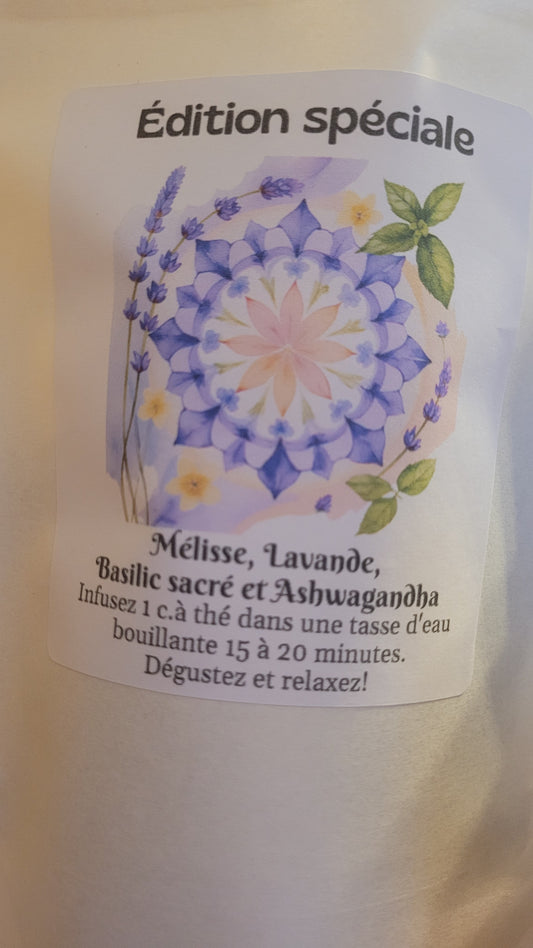 Édition spéciale
Mélisse, Lavande,
Basilic sacré et Ashwagandha
Infusez 1 c.à thé dans une tasse d'eau
bouillante 15 à 20 minutes.
Dégustez et relaxez!